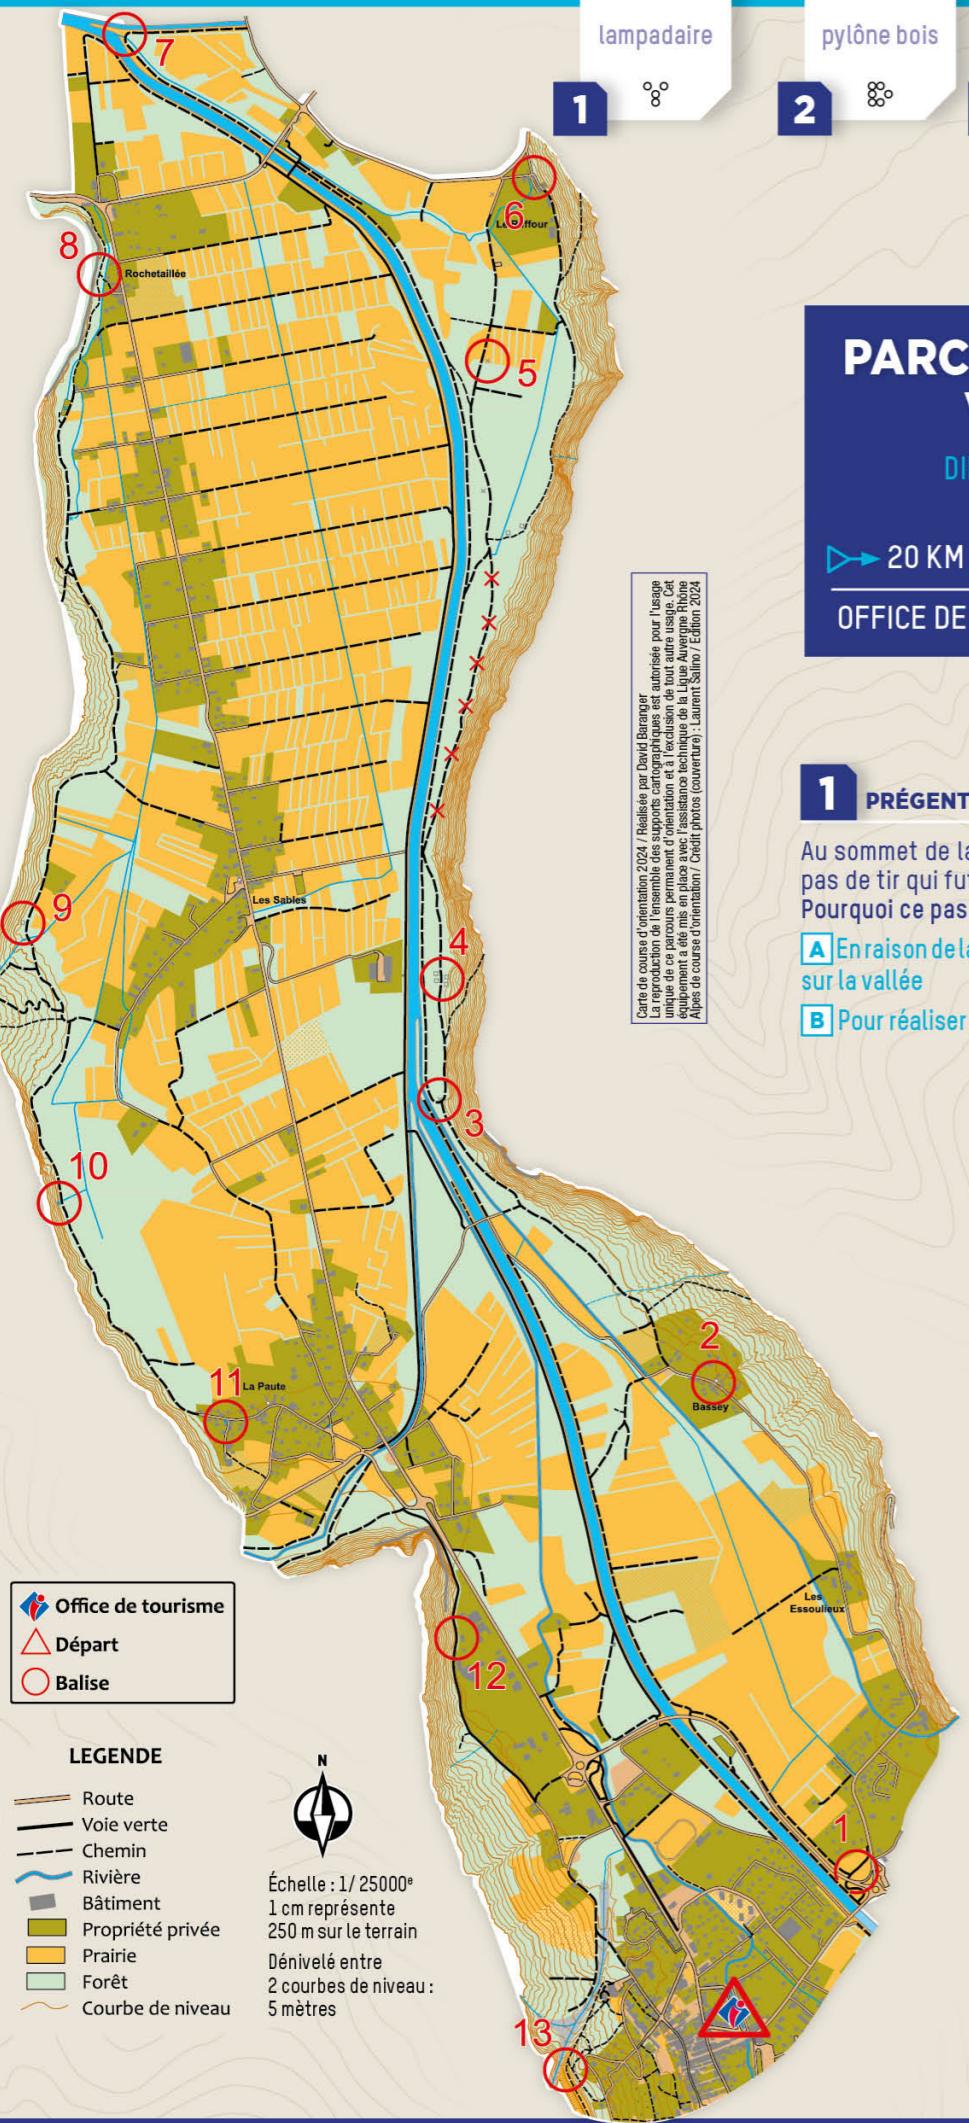 lampadaire
1
pylône bois
2
7
6
Le Buffour
8
Rochetaillée
5
PARC
DI
20 KM
OFFICE DE
Carte de course d'orientation 2024 / Réalisée par David Baranger
La reproduction de l'ensemble des supports cartographiques est autorisée pour l'usage
unique de ce parcours permanent d'orientation et à l'exclusion de tout autre usage. Cet
équipement a été mis en place avec l'assistance technique de la Ligue Auvergne Rhône
Alpes de course d'orientation / Crédit photos (couverture) : Laurent Salino / Edition 2024
1 PRÉGENT
Au sommet de la
pas de tir qui fu
Pourquoi ce pas
A En raison de la
sur la vallée
B Pour réaliser
Les Sables
9
4
3
10
2
Bassey
11
La Paute
Les
Essoulieux
12
1
13
Office de tourisme
Départ
Balise
LEGENDE
Route
Voie verte
Chemin
Rivière
Bâtiment
Propriété privée
Prairie
Forêt
Courbe de niveau
N
Échelle : 1/ 25000e
1 cm représente
250 m sur le terrain
Dénivelé entre
2 courbes de niveau :
5 mètres